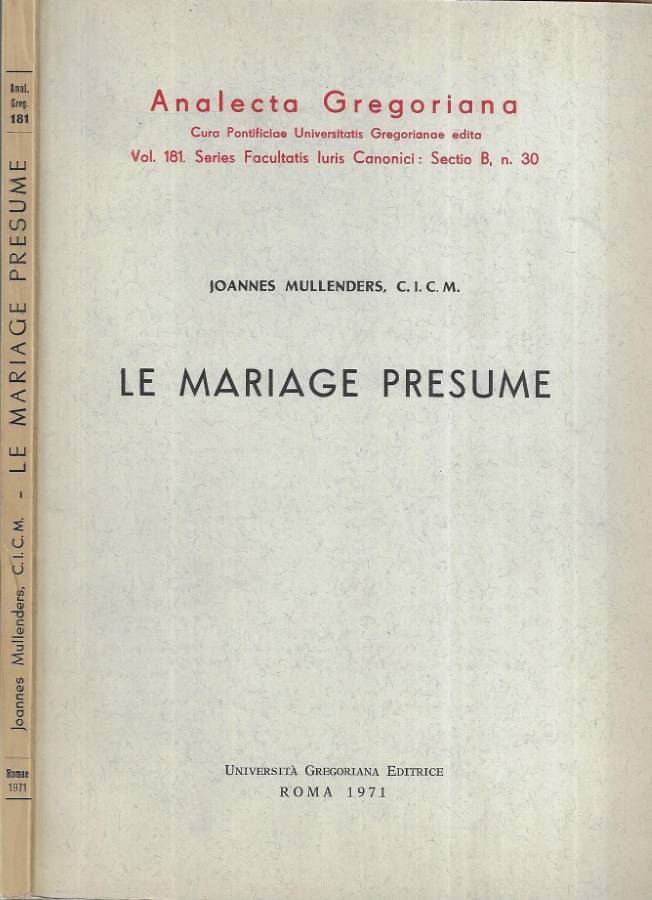 Anal.
Greg.
181
Joannes Mullenders, C.I.C.M. - LE MARIAGE PRESUME
Romae
1971
Analecta Gregoriana
Cura Pontificiae Universitatis Gregorianae edita
Vol. 181. Series Facultatis Iuris Canonici: Sectio B, n. 30
JOANNES MULLENDERS, C. I. C. M.
LE MARIAGE PRESUME
UNIVERSITÀ GREGORIANA EDITRICE
ROMA 1971